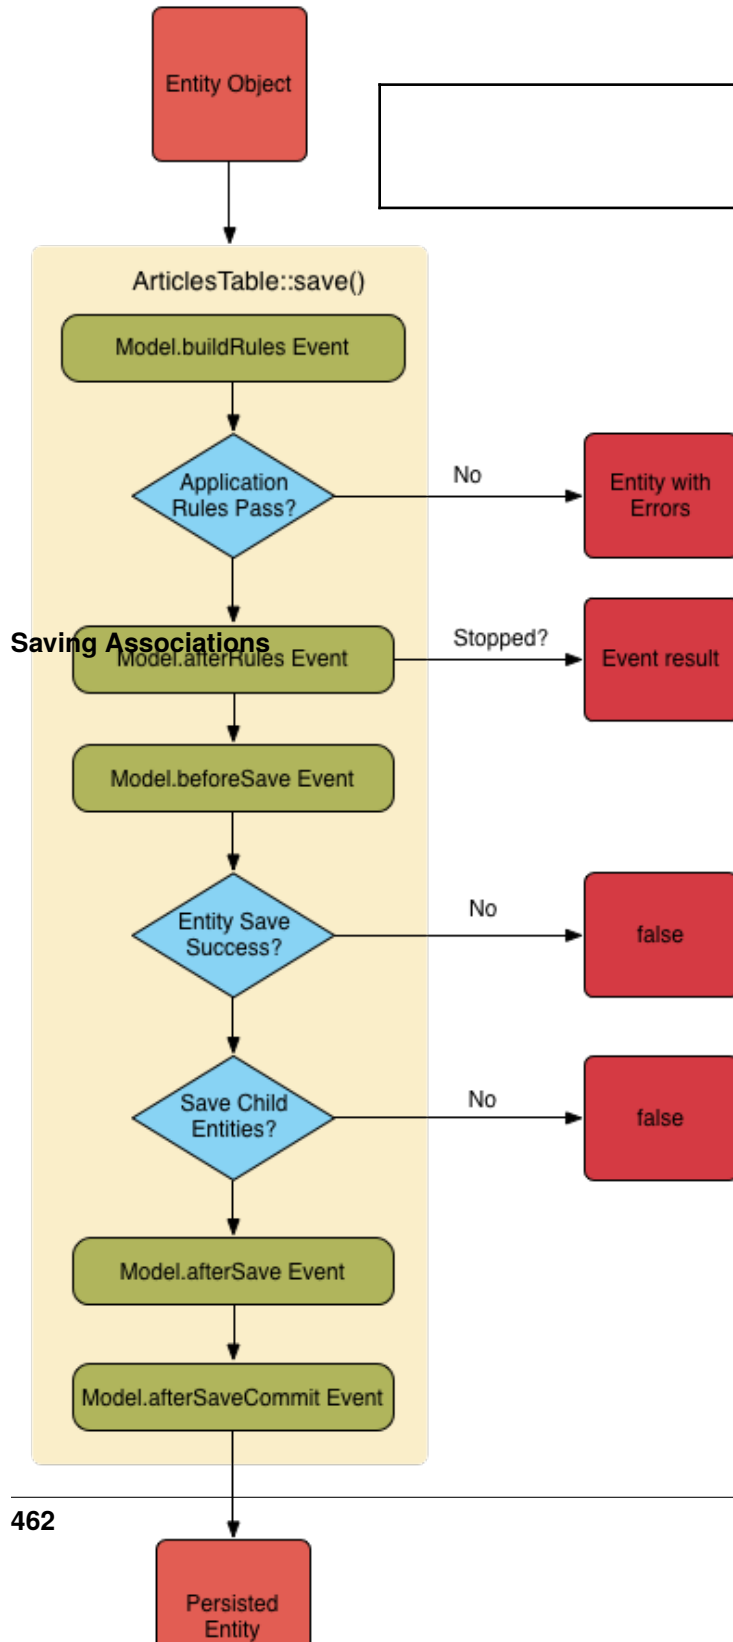 Entity Object
ArticlesTable::save()
Model.buildRules Event
Application
Rules Pass?
No
Entity with
Errors
Saving Associations
Model.afterRules Event
Stopped?
Event result
Model.beforeSave Event
Entity Save
Success?
No
false
Save Child
Entities?
No
false
Model.afterSave Event
Model.afterSaveCommit Event
462
Persisted
Entity